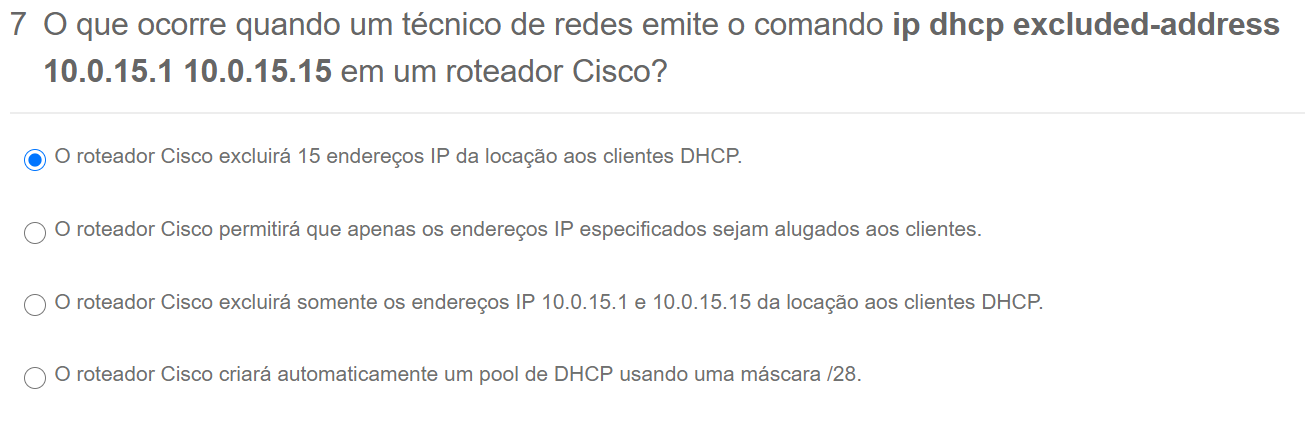 7 O que ocorre quando um técnico de redes emite o comando ip dhcp excluded-address
10.0.15.1 10.0.15.15 em um roteador Cisco?
O roteador Cisco excluirá 15 endereços IP da locação aos clientes DHCP.
O roteador Cisco permitirá que apenas os endereços IP especificados sejam alugados aos clientes.
O roteador Cisco excluirá somente os endereços IP 10.0.15.1 e 10.0.15.15 da locação aos clientes DHCP.
O roteador Cisco criará automaticamente um pool de DHCP usando uma máscara /28.